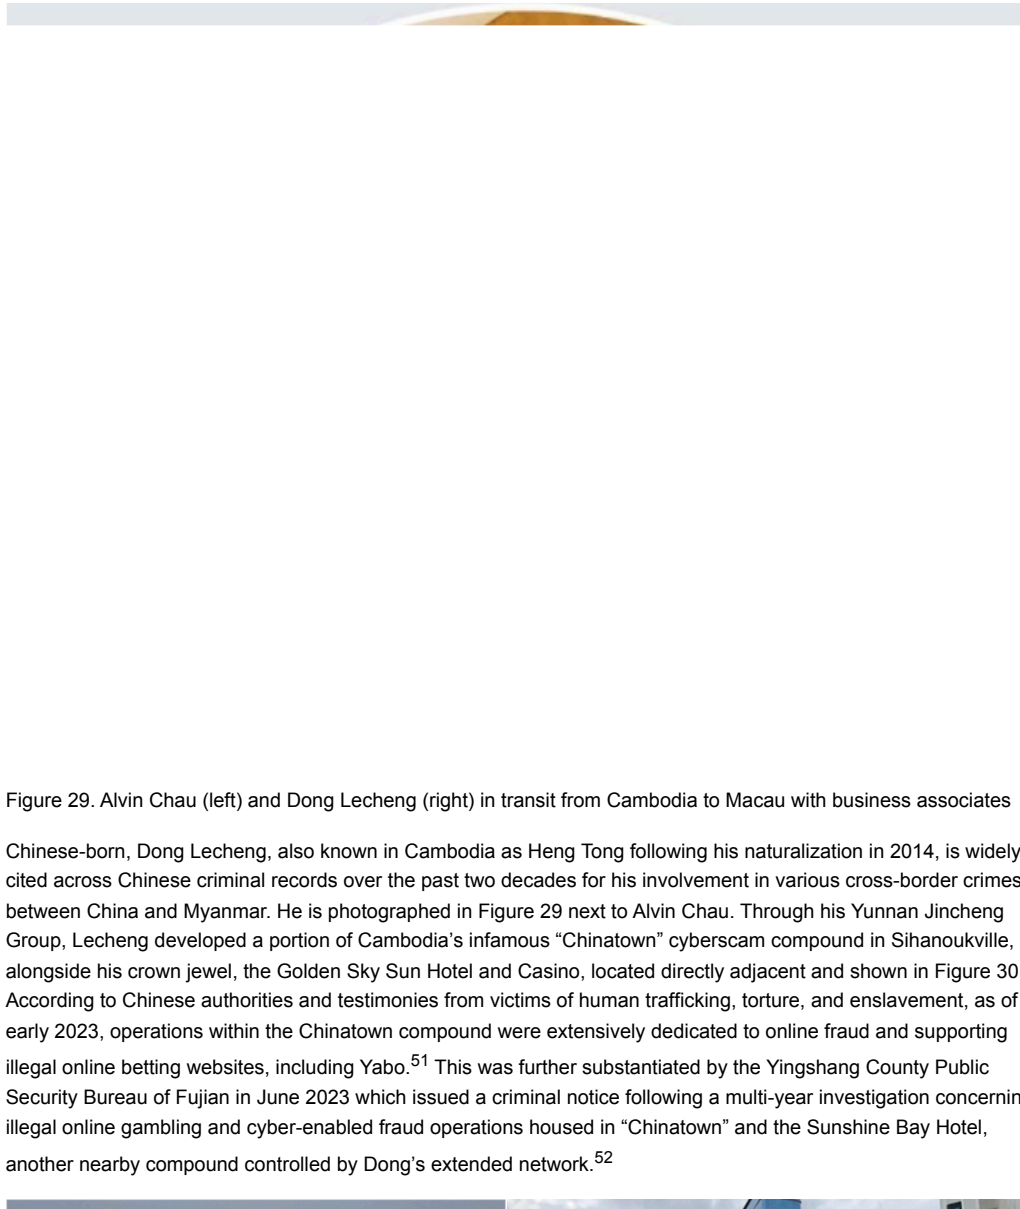 Figure 29. Alvin Chau (left) and Dong Lecheng (right) in transit from Cambodia to Macau with business associates
Chinese-born, Dong Lecheng, also known in Cambodia as Heng Tong following his naturalization in 2014, is widely
cited across Chinese criminal records over the past two decades for his involvement in various cross-border crimes
between China and Myanmar. He is photographed in Figure 29 next to Alvin Chau. Through his Yunnan Jincheng
Group, Lecheng developed a portion of Cambodia’s infamous “Chinatown” cyberscam compound in Sihanoukville,
alongside his crown jewel, the Golden Sky Sun Hotel and Casino, located directly adjacent and shown in Figure 30
According to Chinese authorities and testimonies from victims of human trafficking, torture, and enslavement, as of
early 2023, operations within the Chinatown compound were extensively dedicated to online fraud and supporting
illegal online betting websites, including Yabo.51 This was further substantiated by the Yingshang County Public
Security Bureau of Fujian in June 2023 which issued a criminal notice following a multi-year investigation concernin
illegal online gambling and cyber-enabled fraud operations housed in “Chinatown” and the Sunshine Bay Hotel,
another nearby compound controlled by Dong’s extended network.52